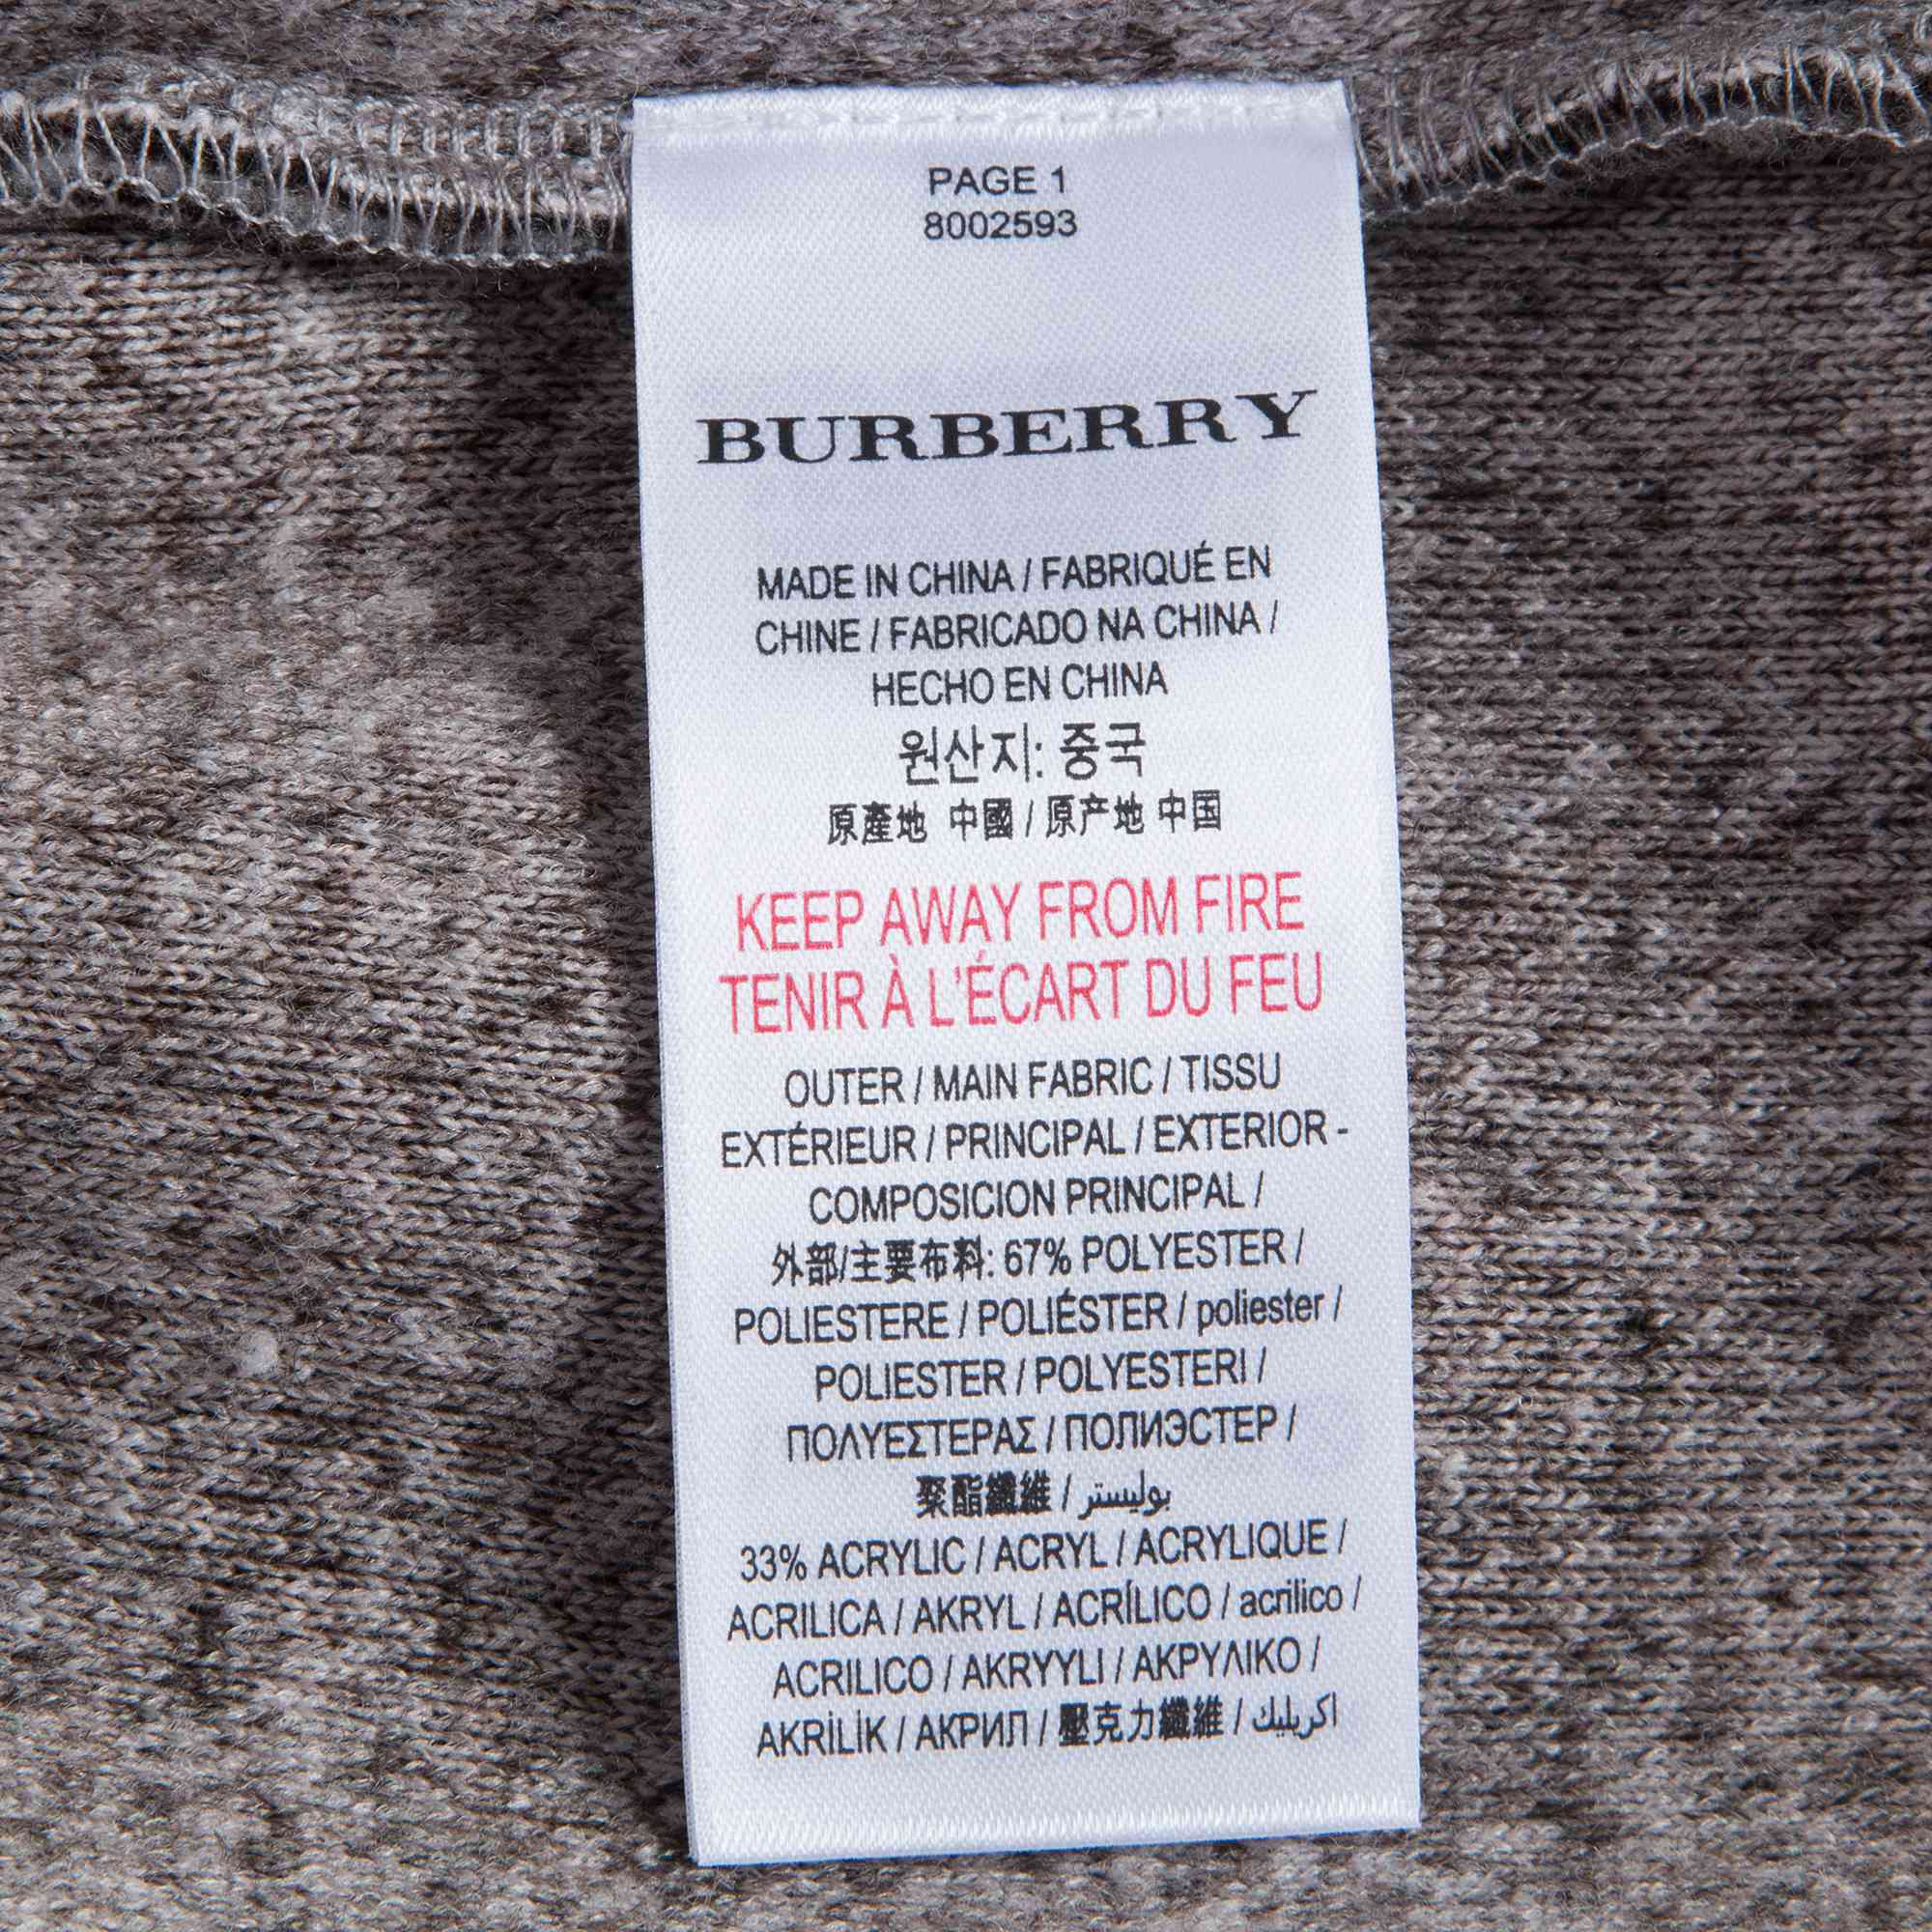 PAGE 1
8002593
BURBERRY
MADE IN CHINA / FABRIQUÉ EN
CHINE / FABRICADO NA CHINA /
HECHO EN CHINA
원산지: 중국
原產地 中國 / 原产地 中国
KEEP AWAY FROM FIRE
TENIR À L'ÉCART DU FEU
OUTER / MAIN FABRIC / TISSU
EXTÉRIEUR / PRINCIPAL / EXTERIOR -
COMPOSICION PRINCIPAL /
外部/主要布料: 67% POLYESTER /
POLIESTERE / POLIÉSTER / poliester /
POLIESTER / POLYESTERI /
ΠΟΛΥΕΣΤΕΡΑΣ / ПОЛИЭСТЕР /
聚酯纖維 / بوليستر
33% ACRYLIC / ACRYL / ACRYLIQUE /
ACRILICA / AKRYL / ACRÍLICO / acrilico /
ACRILICO / AKRYYLI / ΑΚΡΥΛΙΚΟ /
AKRİLİK / АКРИЛ / 壓克力纖維 / اكريليك